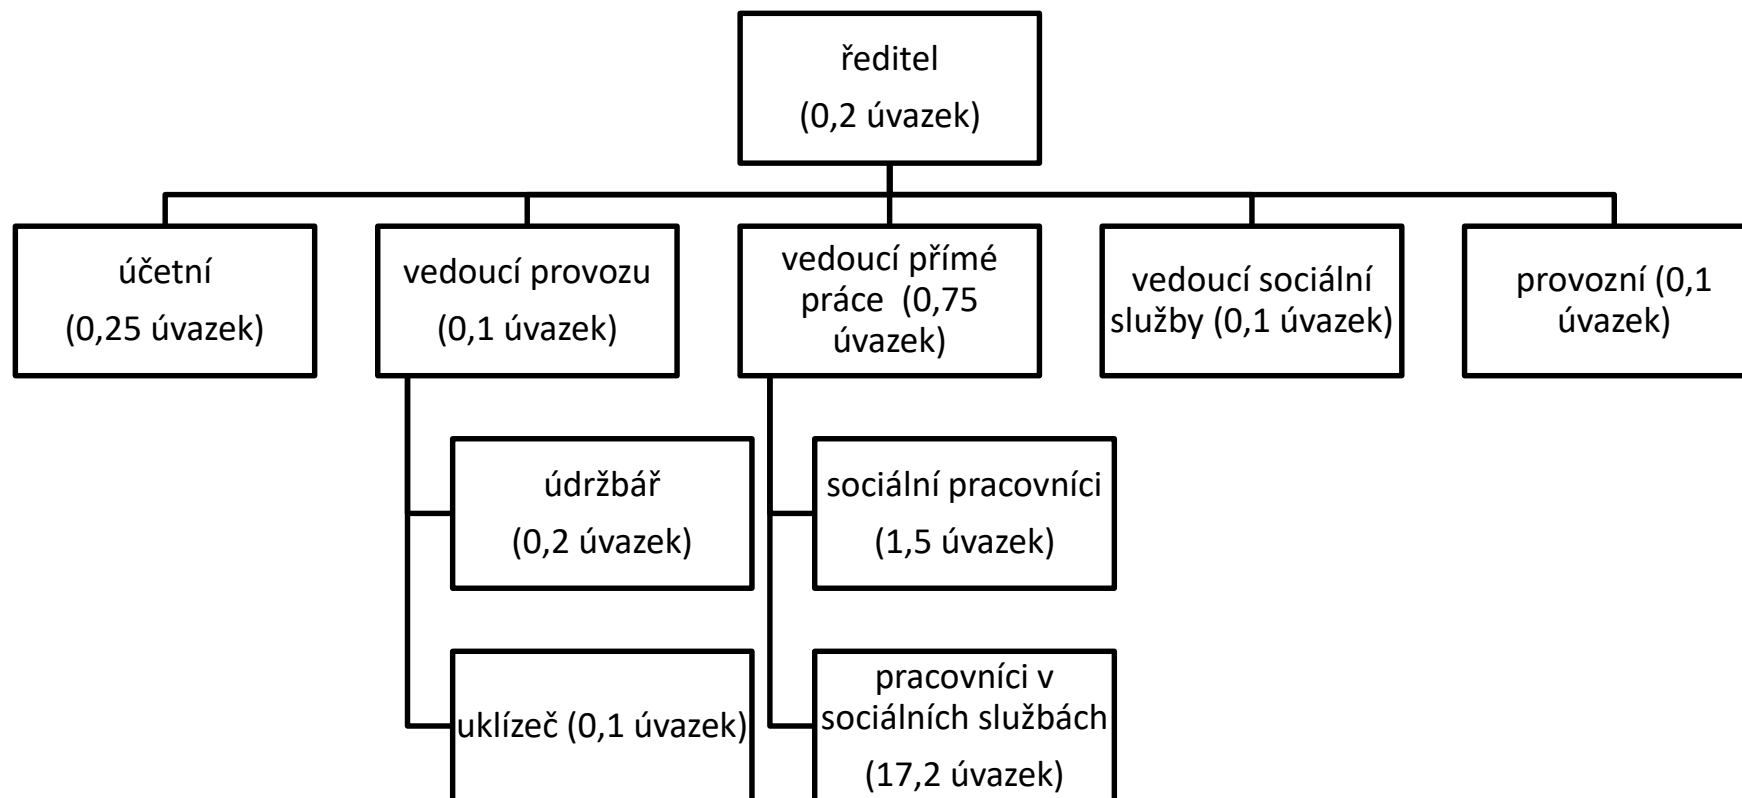 ředitel
(0,2 úvazek)
účetní
(0,25 úvazek)
vedoucí provozu
(0,1 úvazek)
vedoucí přímé
práce (0,75
úvazek)
vedoucí sociální
služby (0,1 úvazek)
provozní (0,1
úvazek)
údržbář
(0,2 úvazek)
sociální pracovníci
(1,5 úvazek)
uklízeč (0,1 úvazek)
pracovníci v
sociálních službách
(17,2 úvazek)